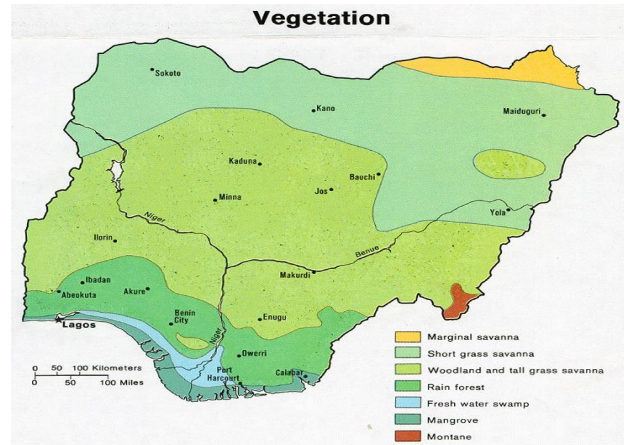 Vegetation
Sokoto
Kano
Maiduguri
Kaduna
Bauchi
Jos
Minna
Yola
Niger
Ilorin
Benue
Makurdi
Ibadan
Abeokuta
Akure
Lagos
Benin
City
Enugu
Niger
Owerri
Port
Harcourt
Calabar
0 50 100 Kilometers
0 50 100 Miles
Marginal savanna
Short grass savanna
Woodland and tall grass savanna
Rain forest
Fresh water swamp
Mangrove
Montane